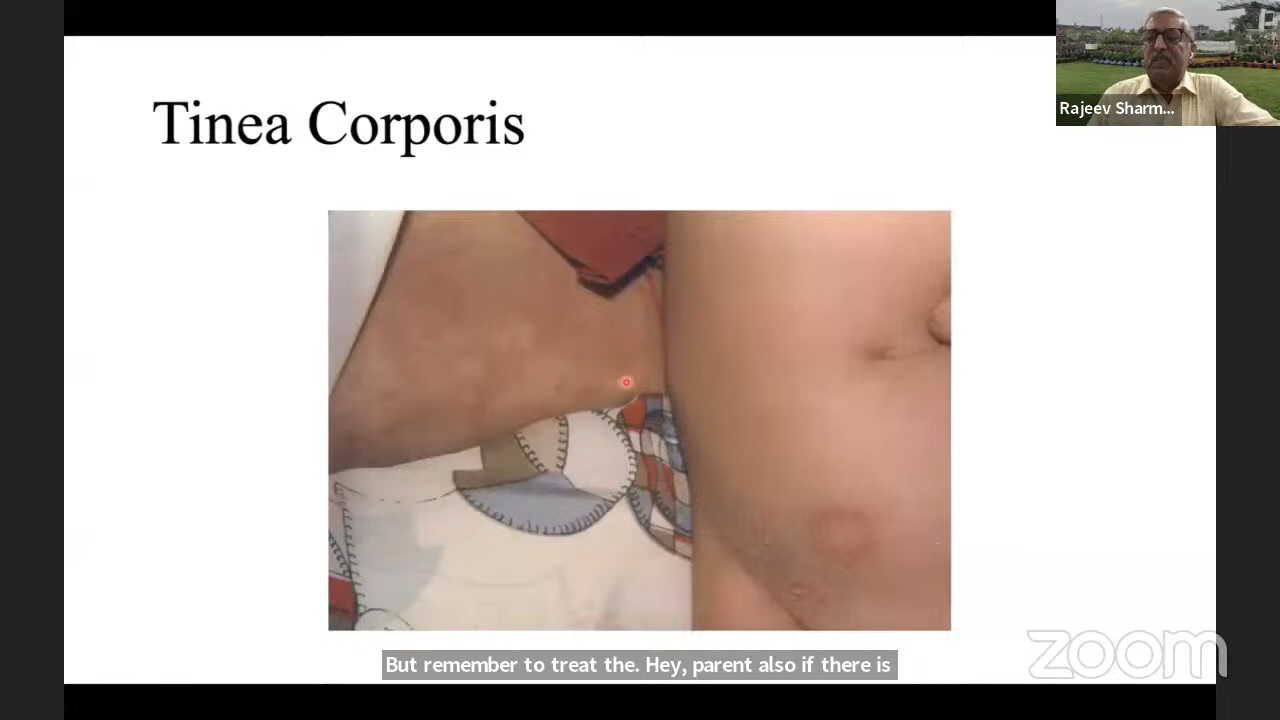 Rajeev Sharm...
Tinea Corporis
But remember to treat the. Hey, parent also if there is
zoom